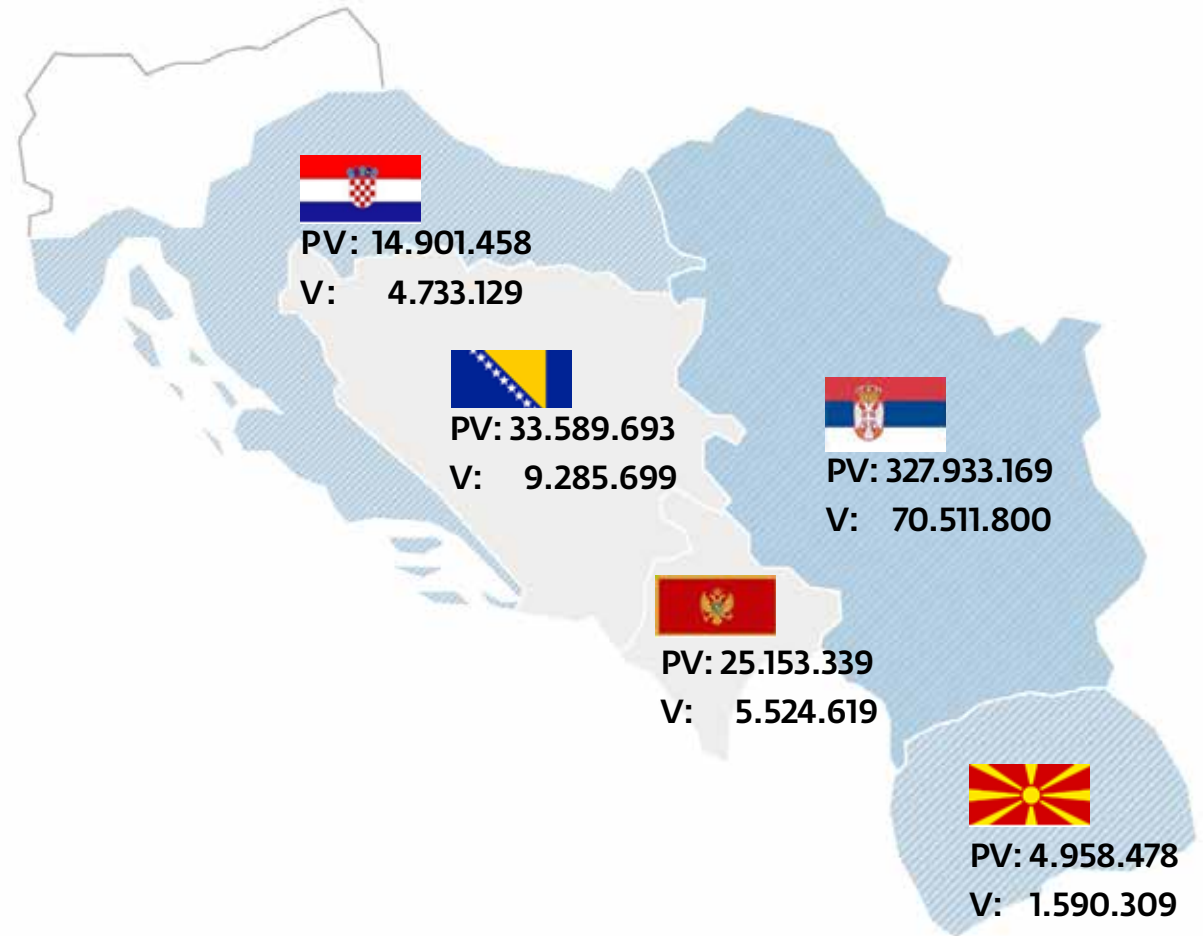 PV: 14.901.458
V: 4.733.129
PV: 33.589.693
V: 9.285.699
PV: 327.933.169
V: 70.511.800
PV: 25.153.339
V: 5.524.619
PV: 4.958.478
V: 1.590.309